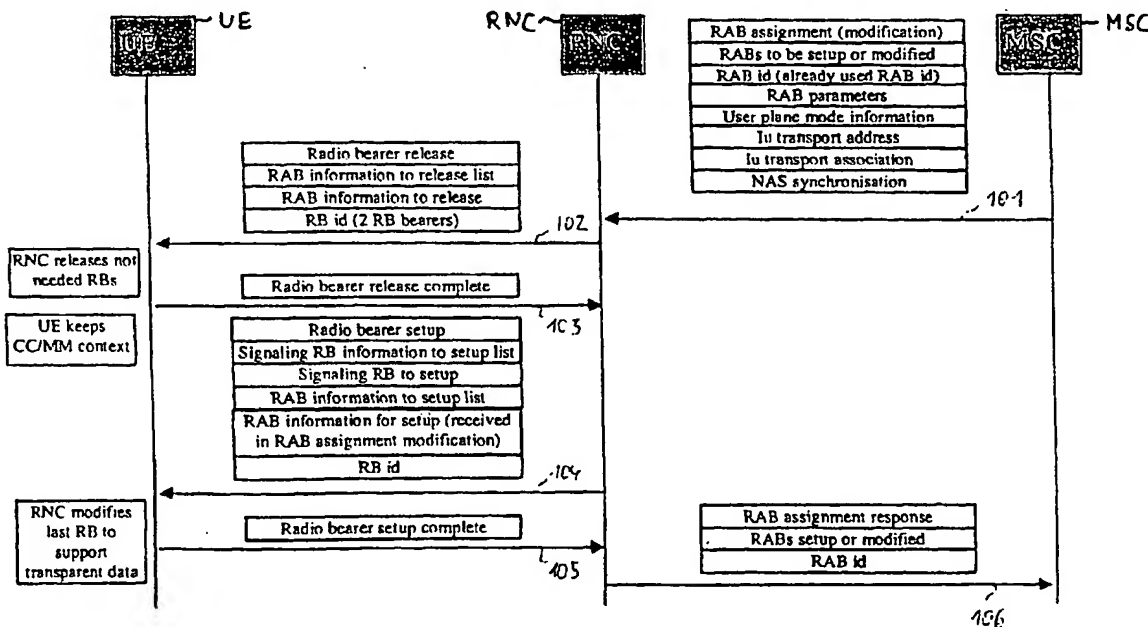 UE
UE
RNC
RNC
MSC
MSC
RAB assignment (modification)
RABs to be setup or modified
RAB id (already used RAB id)
RAB parameters
User plane mode information
Iu transport address
Iu transport association
NAS synchronisation
101
Radio bearer release
RAB information to release list
RAB information to release
RB id (2 RB bearers)
102
RNC releases not
needed RBs
Radio bearer release complete
103
UE keeps
CC/MM context
Radio bearer setup
Signaling RB information to setup list
Signaling RB to setup
RAB information to setup list
RAB information for setup (received
in RAB assignment modification)
RB id
104
RNC modifies
last RB to
support
transparent data
Radio bearer setup complete
105
RAB assignment response
RABs setup or modified
RAB id
106